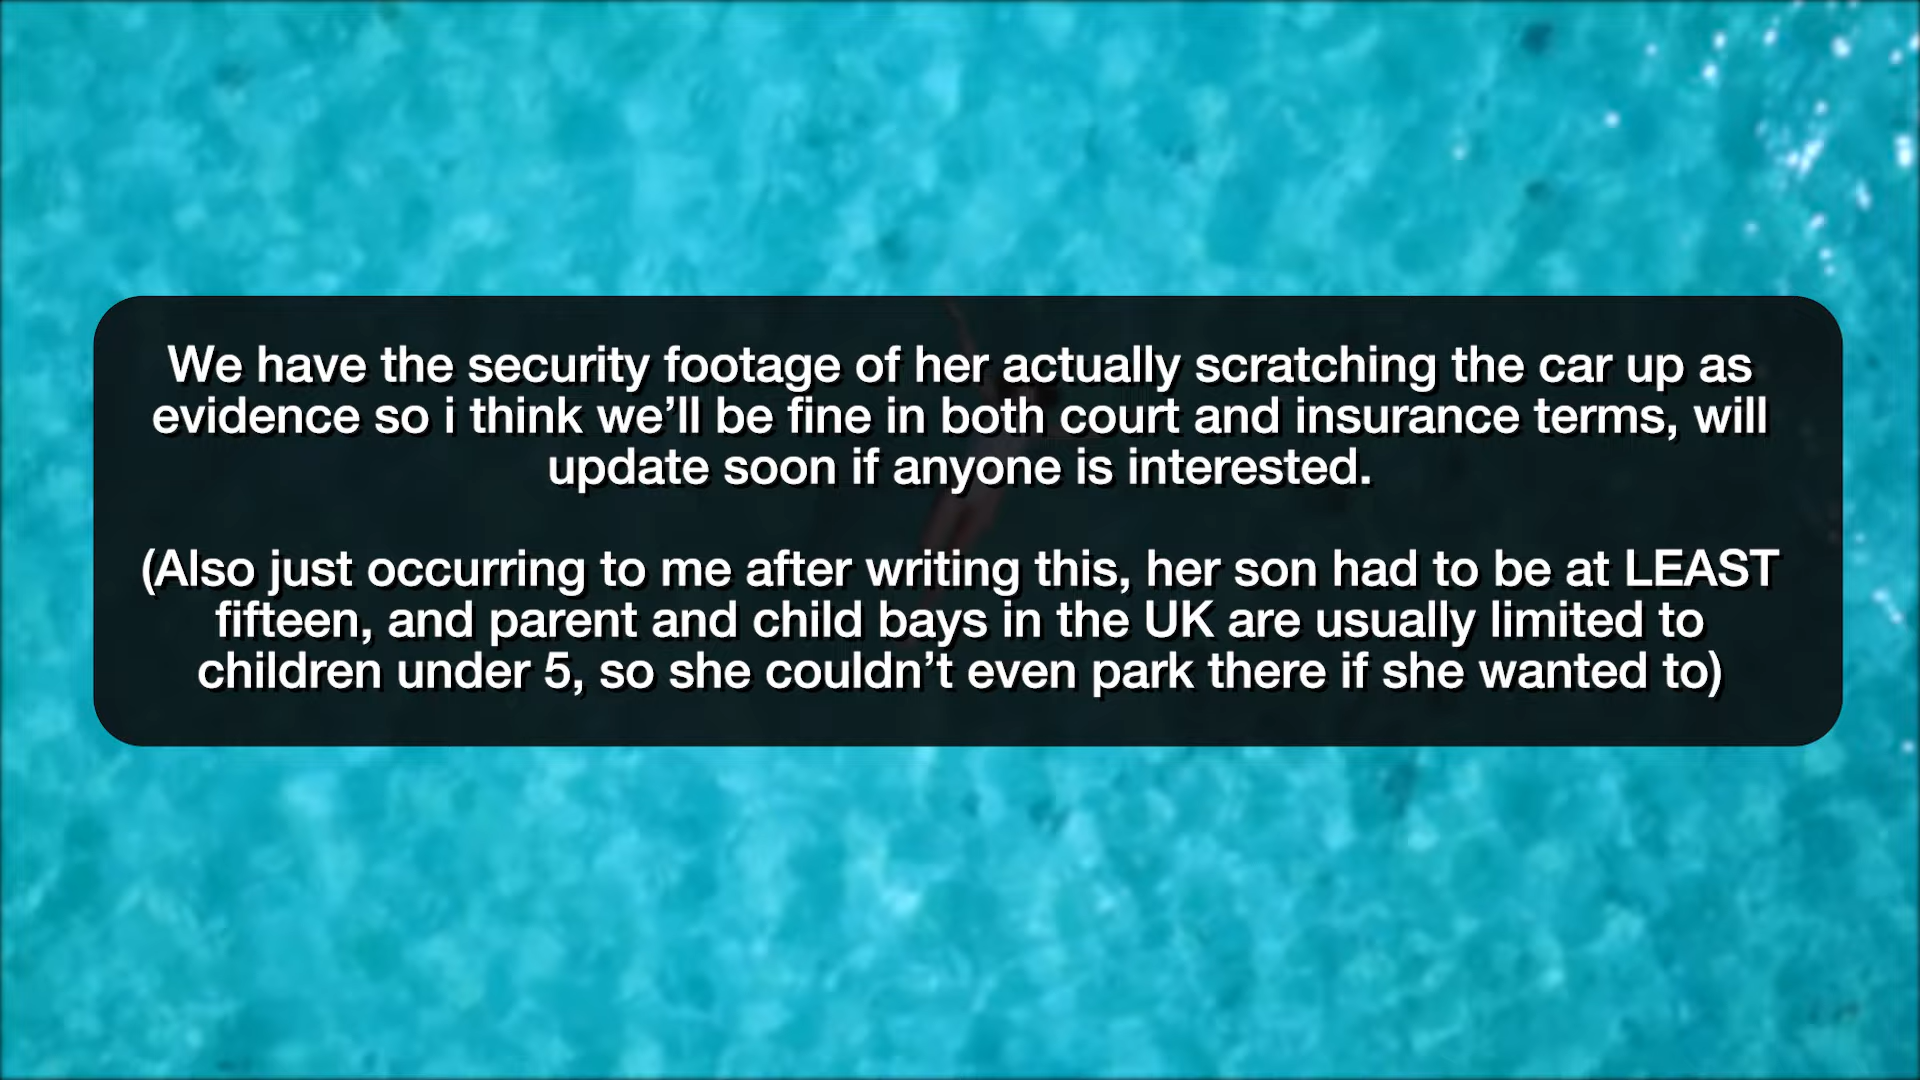 We have the security footage of her actually scratching the car up as
evidence so i think we’ll be fine in both court and insurance terms, will
update soon if anyone is interested.
(Also just occurring to me after writing this, her son had to be at LEAST
fifteen, and parent and child bays in the UK are usually limited to
children under 5, so she couldn’t even park there if she wanted to)